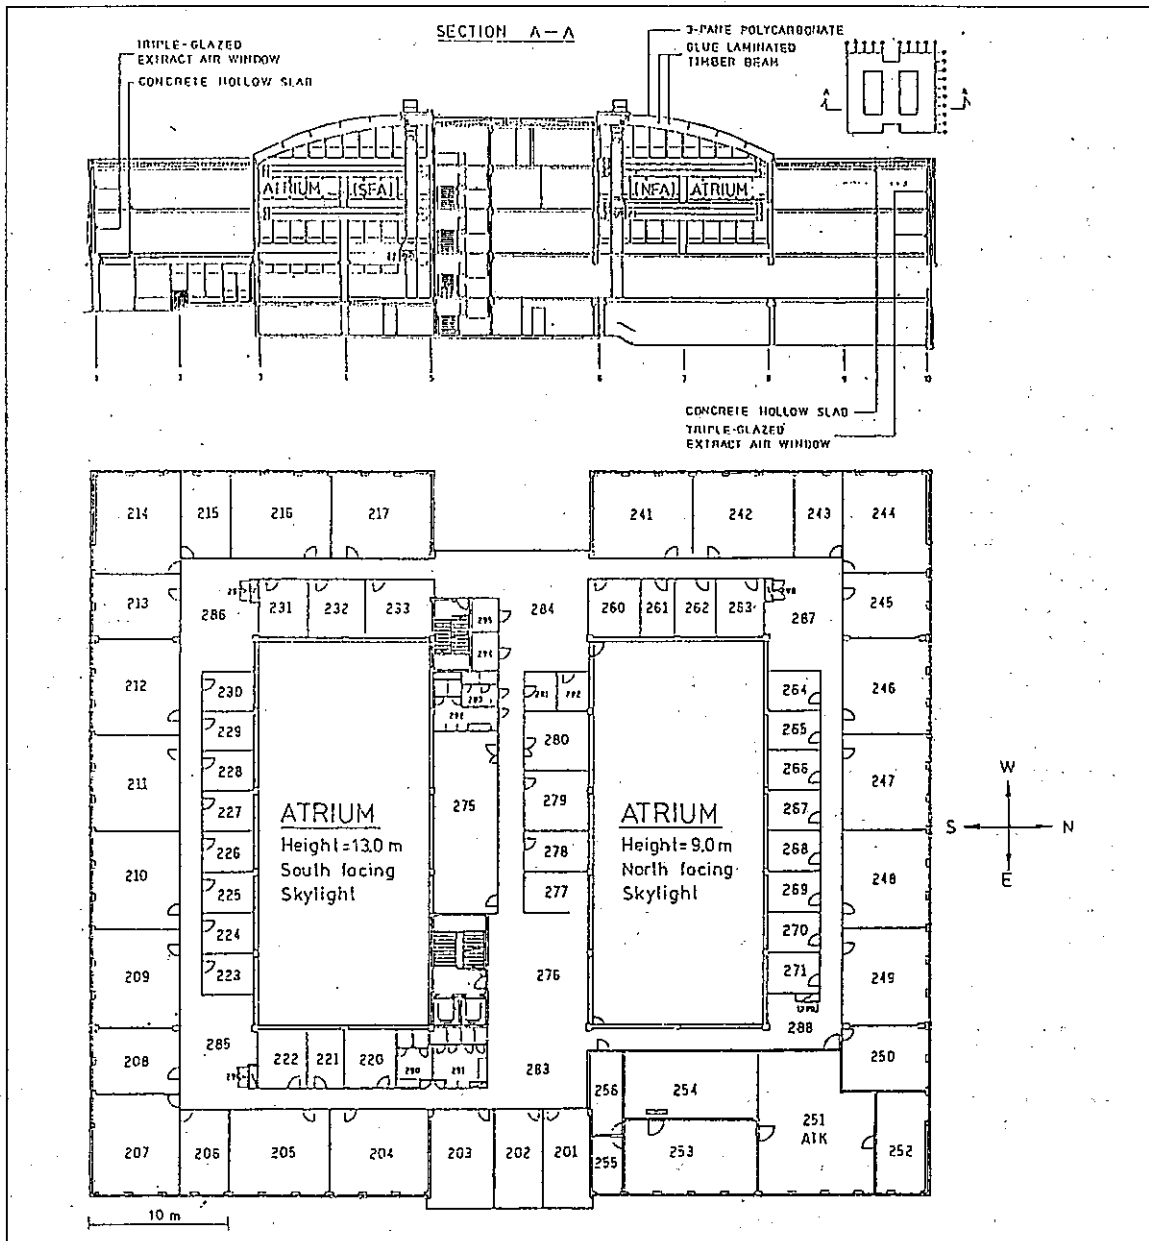 SECTION A-A
TRIPLE-GLAZED
EXTRACT AIR WINDOW
CONCRETE HOLLOW SLAB
3-PANE POLYCARBONATE
GLUE LAMINATED
TIMBER BEAM
A A
ATRIUM (SFA) (NFA) ATRIUM
1 2 3 4 5 6 7 8 9 10
CONCRETE HOLLOW SLAB
TRIPLE-GLAZED
EXTRACT AIR WINDOW
214 215 216 217 241 242 243 244
213 286 231 232 233 284 260 261 262 263 287 245
212 230 264 246
229 280 265
228 266
211 227 275 279 267 247
ATRIUM
Height=13.0 m
South facing
Skylight
ATRIUM
Height=9.0 m
North facing
Skylight
W
S N
E
210 226 278 268 248
225 277 269
224 270
209 223 276 271 249
208 285 222 221 220 290 291 283 288 250
256 254 251
ATK
207 206 205 204 203 202 201 255 253 252
10 m